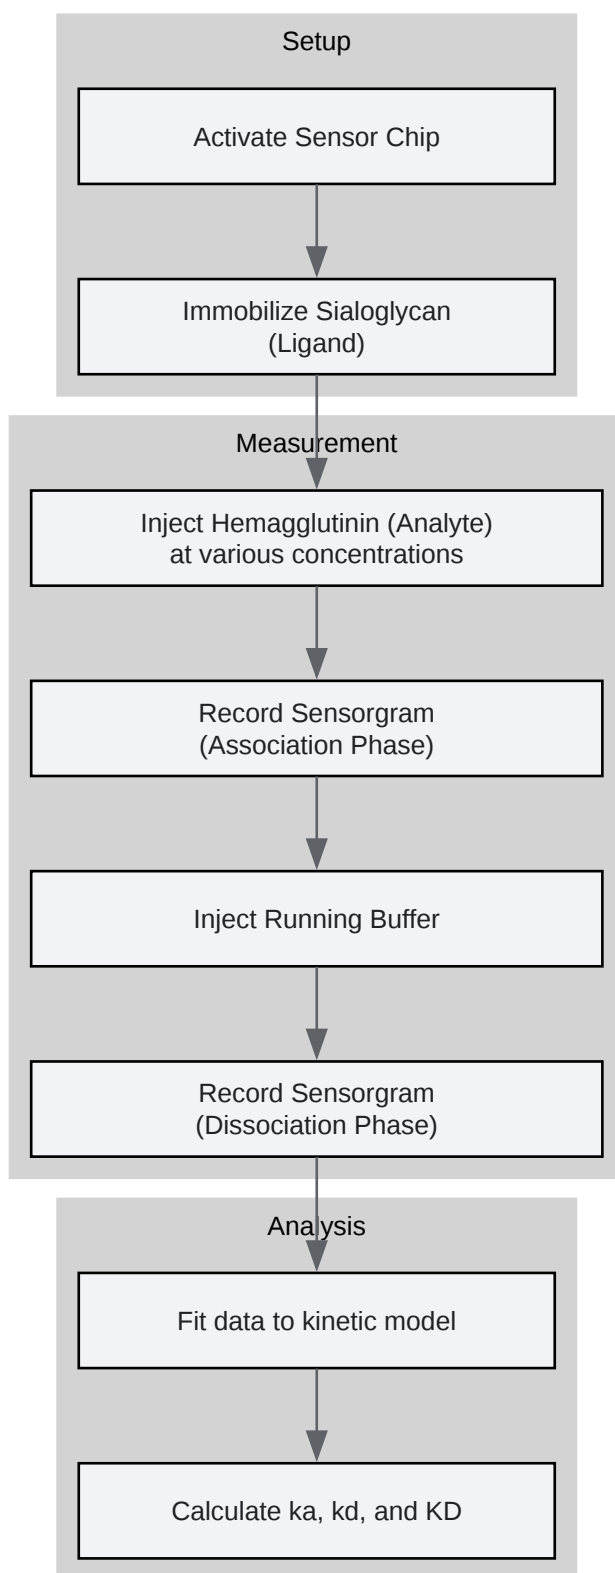 Setup
Activate Sensor Chip
Immobilize Sialoglycan
(Ligand)
Measurement
Inject Hemagglutinin (Analyte)
at various concentrations
Record Sensorgram
(Association Phase)
Inject Running Buffer
Record Sensorgram
(Dissociation Phase)
Analysis
Fit data to kinetic model
Calculate ka, kd, and KD